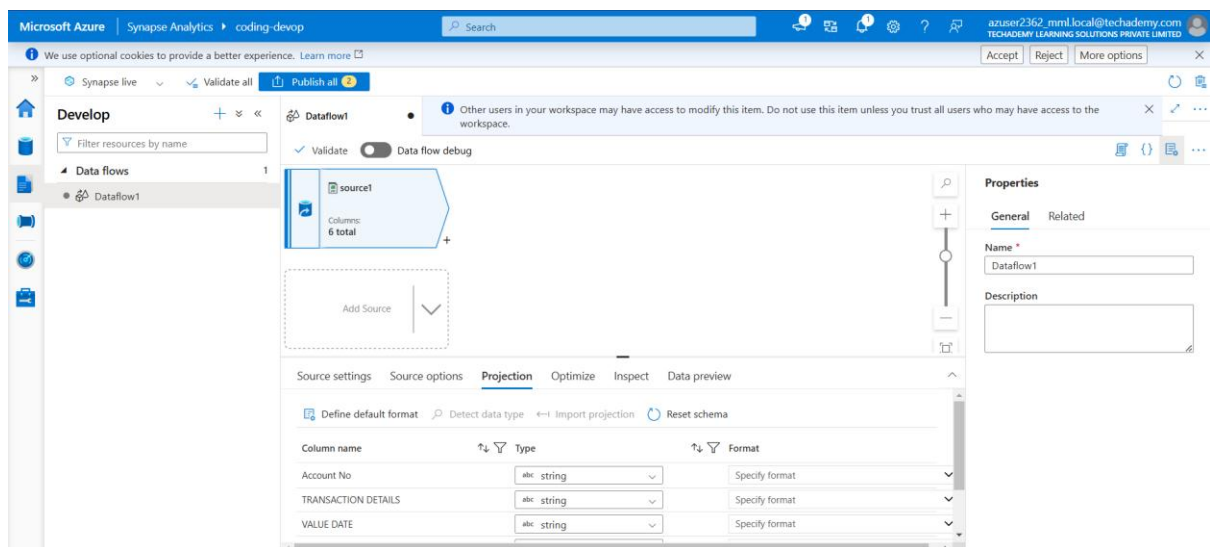 Microsoft Azure
Synapse Analytics
coding-devop
Search
1
1
azuser2362_mml.local@techademy.com
TECHADEMY LEARNING SOLUTIONS PRIVATE LIMITED
We use optional cookies to provide a better experience. Learn more
Accept
Reject
More options
Synapse live
Validate all
Publish all 2
Develop
Filter resources by name
Data flows 1
Dataflow1
Dataflow1
Other users in your workspace may have access to modify this item. Do not use this item unless you trust all users who may have access to the
workspace.
Validate
Data flow debug
source1
Columns:
6 total
Add Source
Source settings
Source options
Projection
Optimize
Inspect
Data preview
Define default format
Detect data type
Import projection
Reset schema
Column name
Type
Format
Account No
abc string
Specify format
TRANSACTION DETAILS
abc string
Specify format
VALUE DATE
abc string
Specify format
Properties
General
Related
Name *
Dataflow1
Description